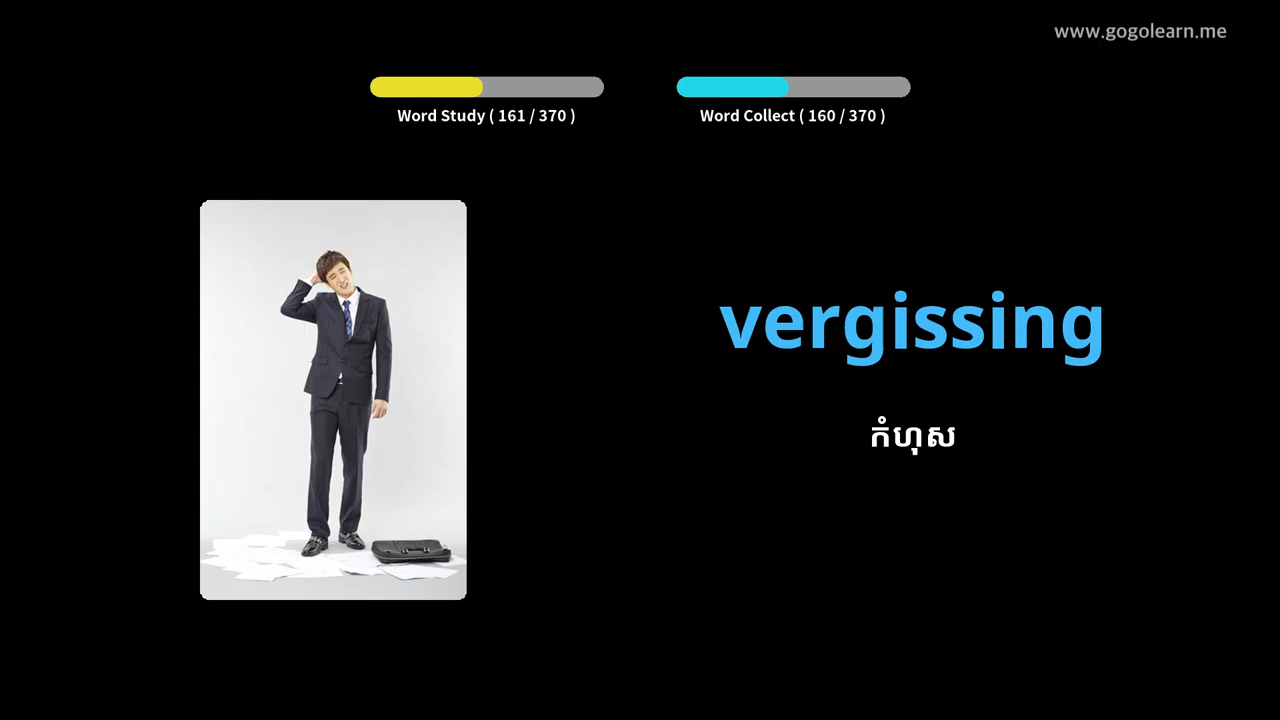 www.gogolearn.me
Word Study ( 161 / 370 )
Word Collect ( 160 / 370 )
vergissing
កំហុស